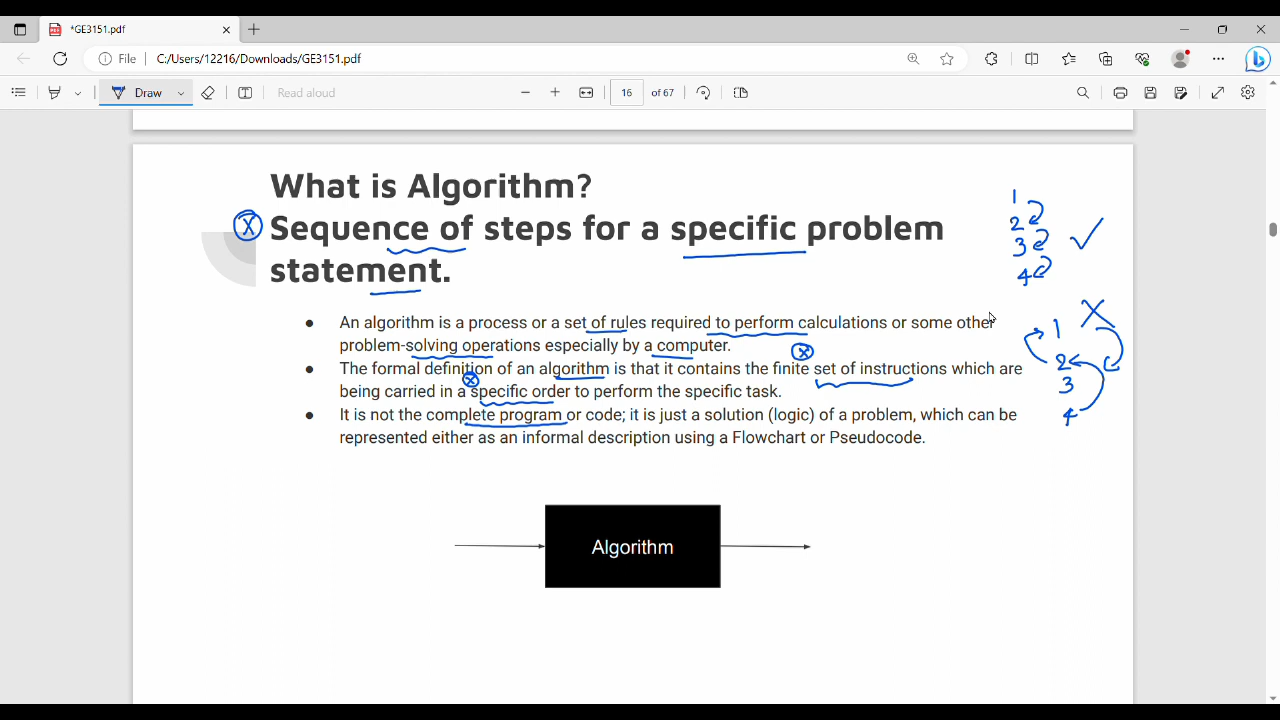 *GE3151.pdf
File
C:/Users/12216/Downloads/GE3151.pdf
Draw
Read aloud
16
of 67
What is Algorithm?
Sequence of steps for a specific problem
statement.
● An algorithm is a process or a set of rules required to perform calculations or some other
problem-solving operations especially by a computer.
● The formal definition of an algorithm is that it contains the finite set of instructions which are
being carried in a specific order to perform the specific task.
● It is not the complete program or code; it is just a solution (logic) of a problem, which can be
represented either as an informal description using a Flowchart or Pseudocode.
Algorithm
1
2
3
4
1
2
3
4